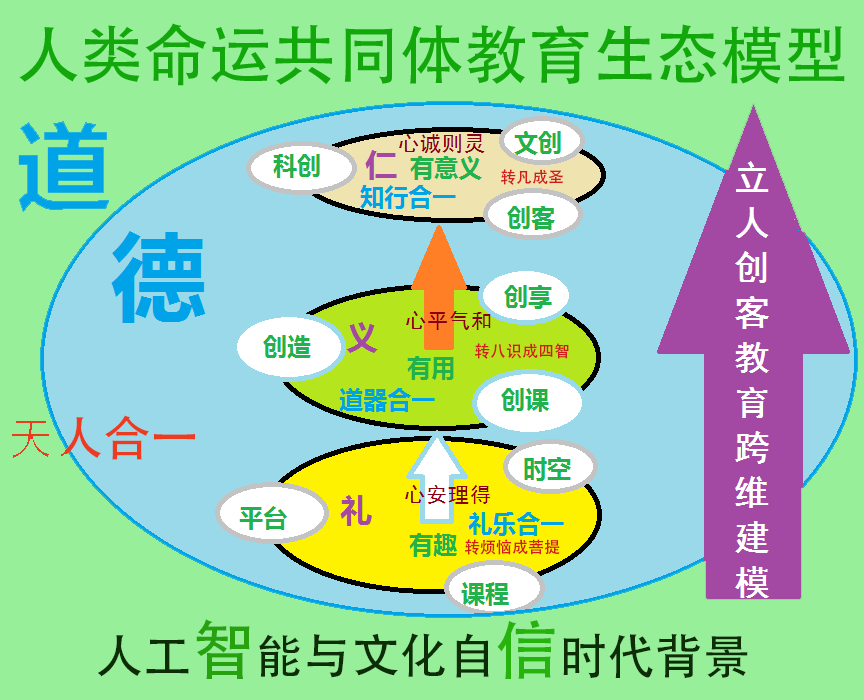 人类命运共同体教育生态模型
道
德
天人合一
心诚则灵
文创
科创
仁
有意义
转凡成圣
知行合一
创客
创享
心平气和
创造
义
转八识成四智
有用
道器合一
创课
时空
心安理得
平台
礼
礼乐合一
有趣
转烦恼成菩提
课程
立人创客教育跨维建模
人工智能与文化自信时代背景